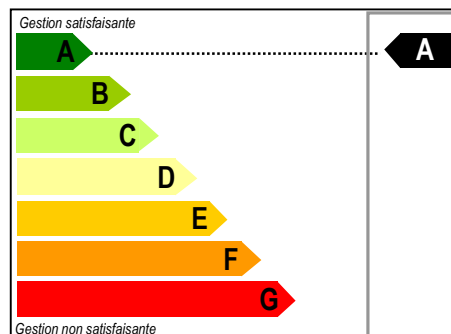 Gestion satisfaisante
A A
B
C
D
E
F
G
Gestion non satisfaisante